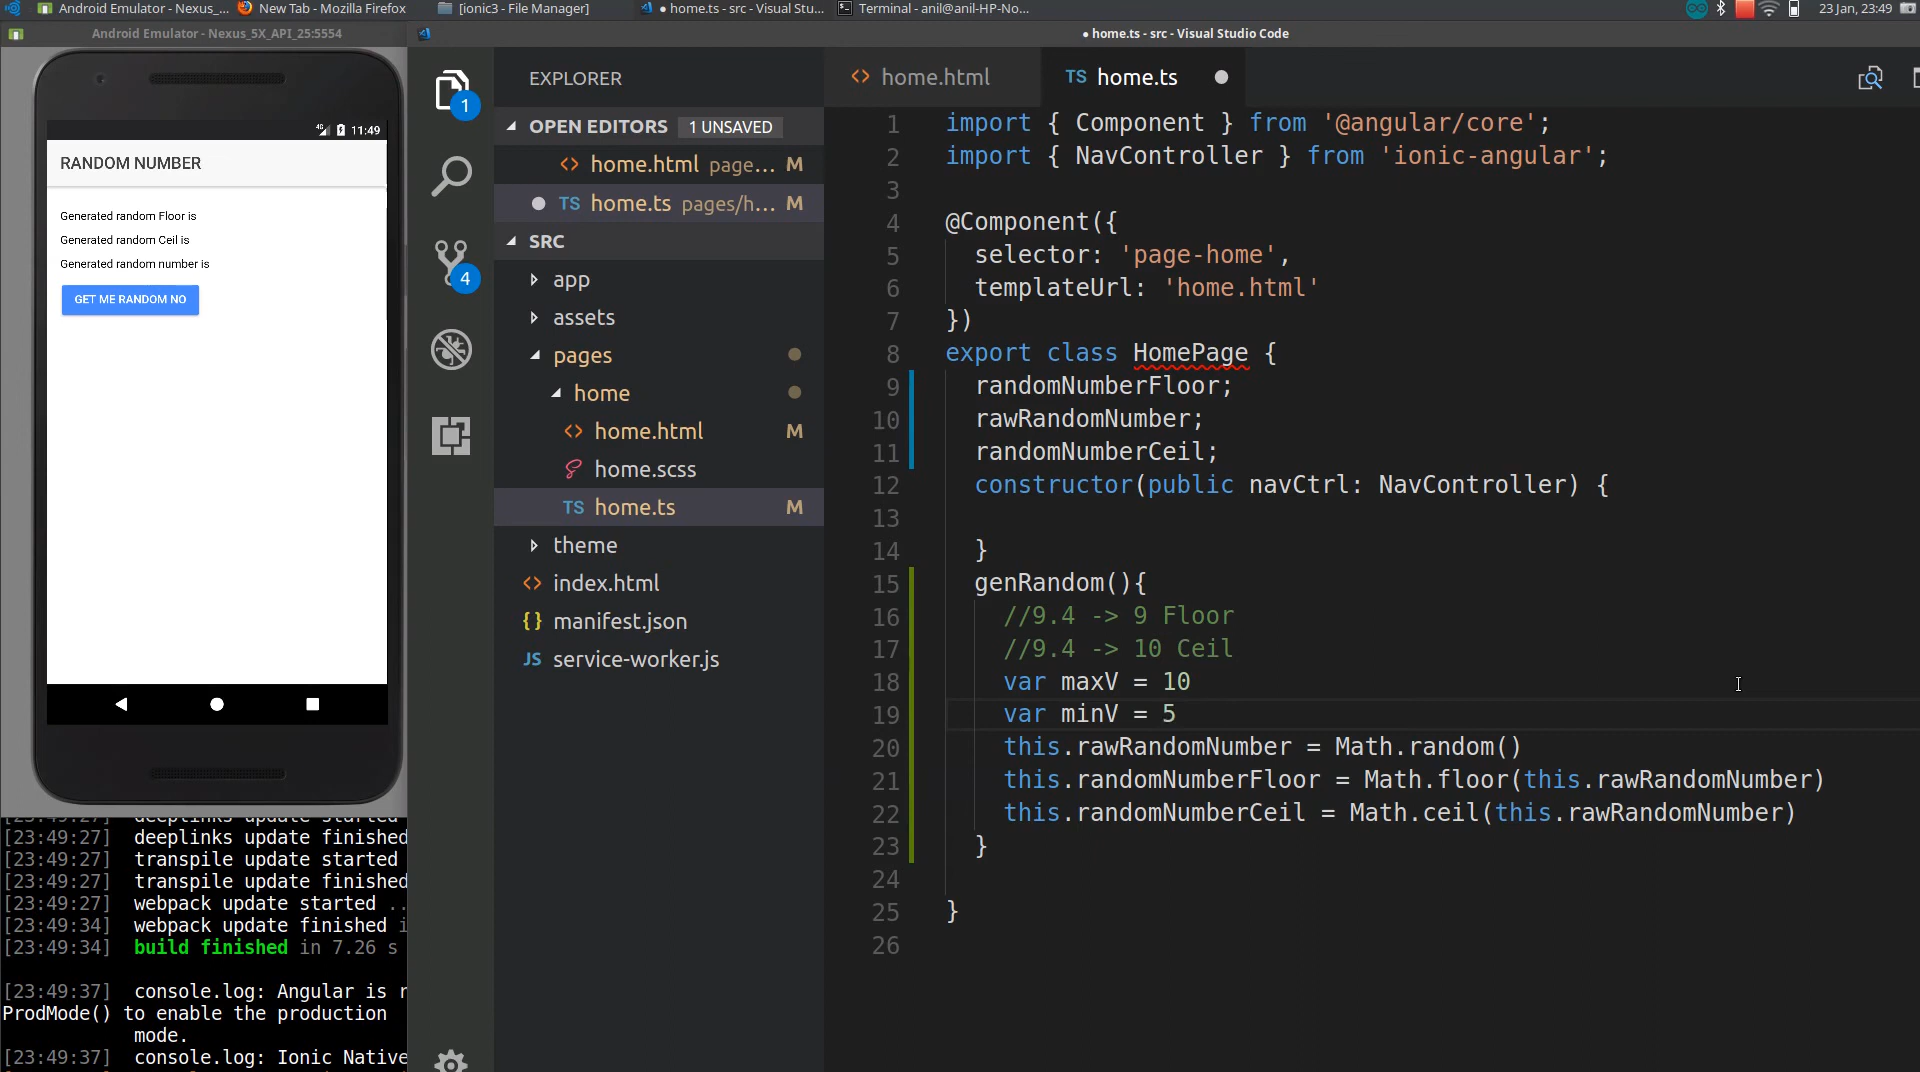 Android Emulator - Nexus_...
New Tab - Mozilla Firefox
[ionic3 - File Manager]
● home.ts - src - Visual Stu...
Terminal - anil@anil-HP-No...
23 Jan, 23:49
Android Emulator - Nexus_5X_API_25:5554
● home.ts - src - Visual Studio Code
11:49
RANDOM NUMBER
Generated random Floor is
Generated random Ceil is
Generated random number is
GET ME RANDOM NO
[23:49:27] deeplinks update started
[23:49:27] deeplinks update finished
[23:49:27] transpile update started
[23:49:27] transpile update finished
[23:49:27] webpack update started ..
[23:49:34] webpack update finished i
[23:49:34] build finished in 7.26 s
[23:49:37] console.log: Angular is r
ProdMode() to enable the production
mode.
[23:49:37] console.log: Ionic Native
1
4
EXPLORER
OPEN EDITORS 1 UNSAVED
home.html page... M
TS home.ts pages/h... M
SRC
app
assets
pages
home
home.html M
home.scss
TS home.ts M
theme
index.html
{} manifest.json
JS service-worker.js
home.html
TS home.ts
1 import { Component } from '@angular/core';
2 import { NavController } from 'ionic-angular';
3
4 @Component({
5 selector: 'page-home',
6 templateUrl: 'home.html'
7 })
8 export class HomePage {
9 randomNumberFloor;
10 rawRandomNumber;
11 randomNumberCeil;
12 constructor(public navCtrl: NavController) {
13
14 }
15 genRandom(){
16 //9.4 -> 9 Floor
17 //9.4 -> 10 Ceil
18 var maxV = 10
19 var minV = 5
20 this.rawRandomNumber = Math.random()
21 this.randomNumberFloor = Math.floor(this.rawRandomNumber)
22 this.randomNumberCeil = Math.ceil(this.rawRandomNumber)
23 }
24
25 }
26